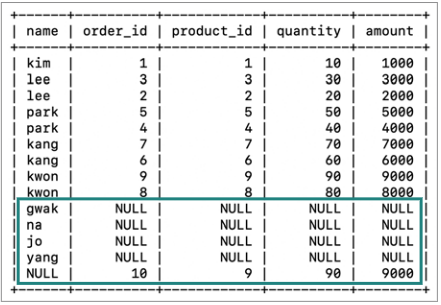 +------+----------+------------+----------+--------+
| name | order_id | product_id | quantity | amount |
+------+----------+------------+----------+--------+
| kim | 1 | 1 | 10 | 1000 |
| lee | 3 | 3 | 30 | 3000 |
| lee | 2 | 2 | 20 | 2000 |
| park | 5 | 5 | 50 | 5000 |
| park | 4 | 4 | 40 | 4000 |
| kang | 7 | 7 | 70 | 7000 |
| kang | 6 | 6 | 60 | 6000 |
| kwon | 9 | 9 | 90 | 9000 |
| kwon | 8 | 8 | 80 | 8000 |
| gwak | NULL | NULL | NULL | NULL |
| na | NULL | NULL | NULL | NULL |
| jo | NULL | NULL | NULL | NULL |
| yang | NULL | NULL | NULL | NULL |
| NULL | 10 | 9 | 90 | 9000 |
+------+----------+------------+----------+--------+